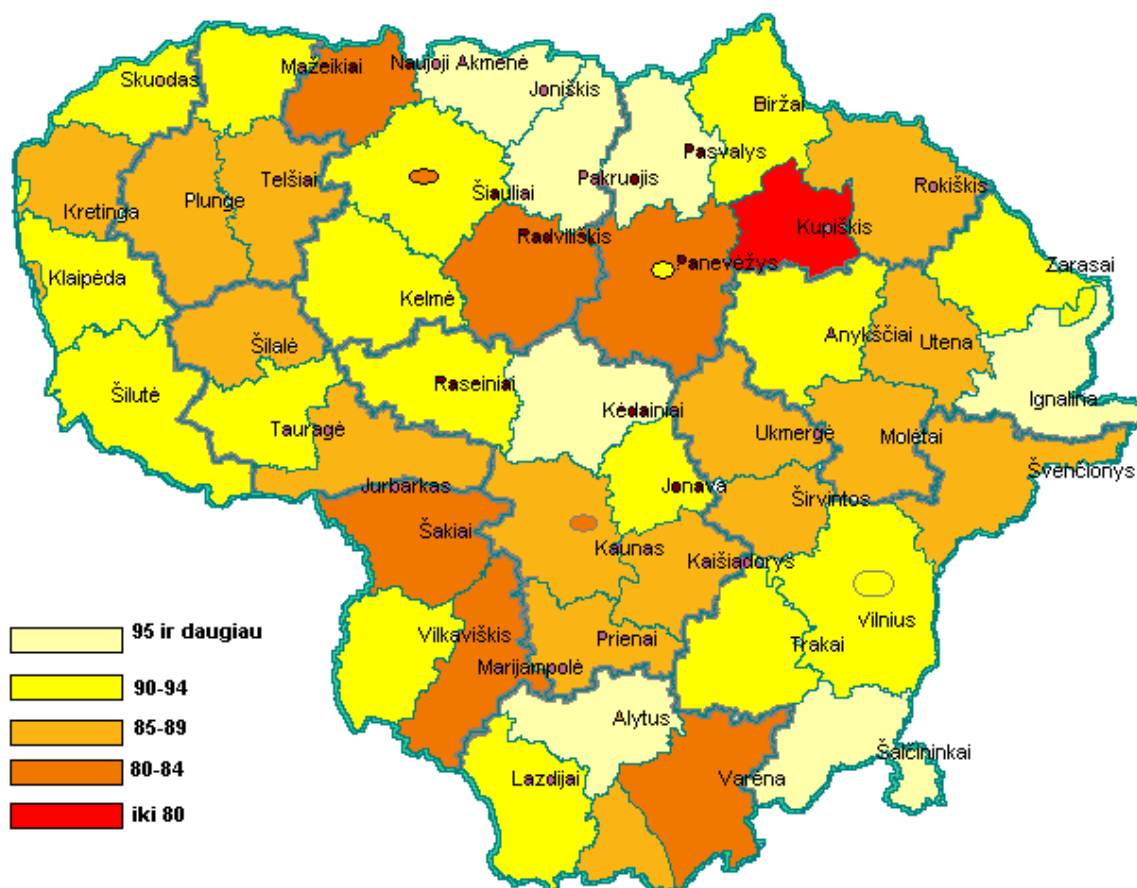 Skuodas
Mažeikiai
Naujoji Akmenė
Joniškis
Biržai
Pasvalys
Pakruojis
Šiauliai
Telšiai
Plunge
Kretinga
Rokiškis
Kupiškis
Radviliškis
Panevėžys
Zarasai
Klaipėda
Kelmė
Anykščiai
Utena
Šilalė
Šilutė
Raseiniai
Kėdainiai
Ignalina
Tauragė
Ukmergė
Molėtai
Švenčionys
Jurbarkas
Jonava
Širvintos
Šakiai
Kaunas
Kaišiadorys
Vilnius
Vilkaviškis
Prienai
Trakai
Marijampolė
Alytus
Šalčininkai
Lazdijai
Varėna
95 ir daugiau
90-94
85-89
80-84
iki 80